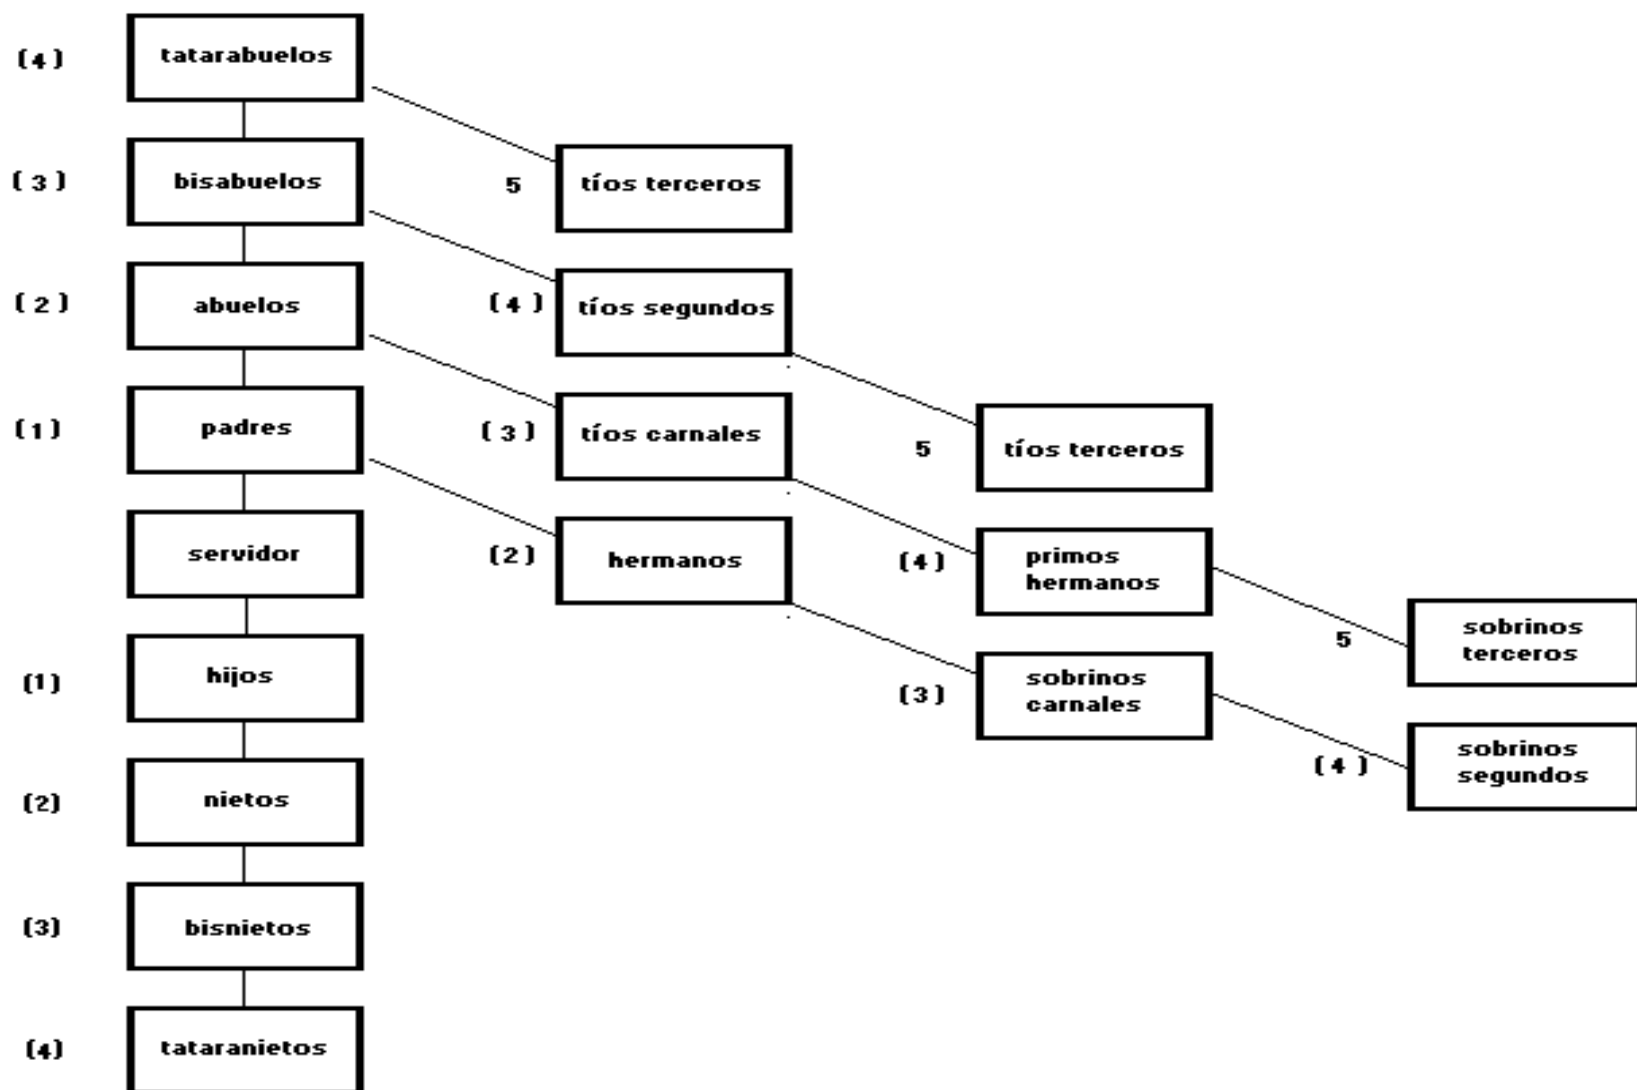 (4) tatarabuelos
(3) bisabuelos 5 tíos terceros
(2) abuelos (4) tíos segundos
(1) padres (3) tíos carnales 5 tíos terceros
servidor (2) hermanos (4) primos
hermanos
5 sobrinos
terceros
(1) hijos (3) sobrinos
carnales
(4) sobrinos
segundos
(2) nietos
(3) bisnietos
(4) tataranietos